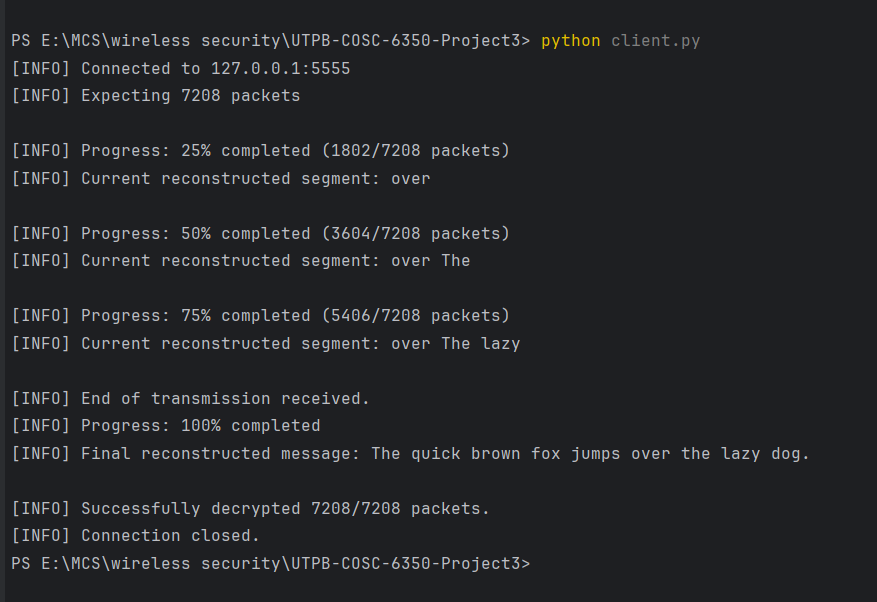 PS E:\MCS\wireless security\UTPB-COSC-6350-Project3> python client.py
[INFO] Connected to 127.0.0.1:5555
[INFO] Expecting 7208 packets
[INFO] Progress: 25% completed (1802/7208 packets)
[INFO] Current reconstructed segment: over
[INFO] Progress: 50% completed (3604/7208 packets)
[INFO] Current reconstructed segment: over The
[INFO] Progress: 75% completed (5406/7208 packets)
[INFO] Current reconstructed segment: over The lazy
[INFO] End of transmission received.
[INFO] Progress: 100% completed
[INFO] Final reconstructed message: The quick brown fox jumps over the lazy dog.
[INFO] Successfully decrypted 7208/7208 packets.
[INFO] Connection closed.
PS E:\MCS\wireless security\UTPB-COSC-6350-Project3>